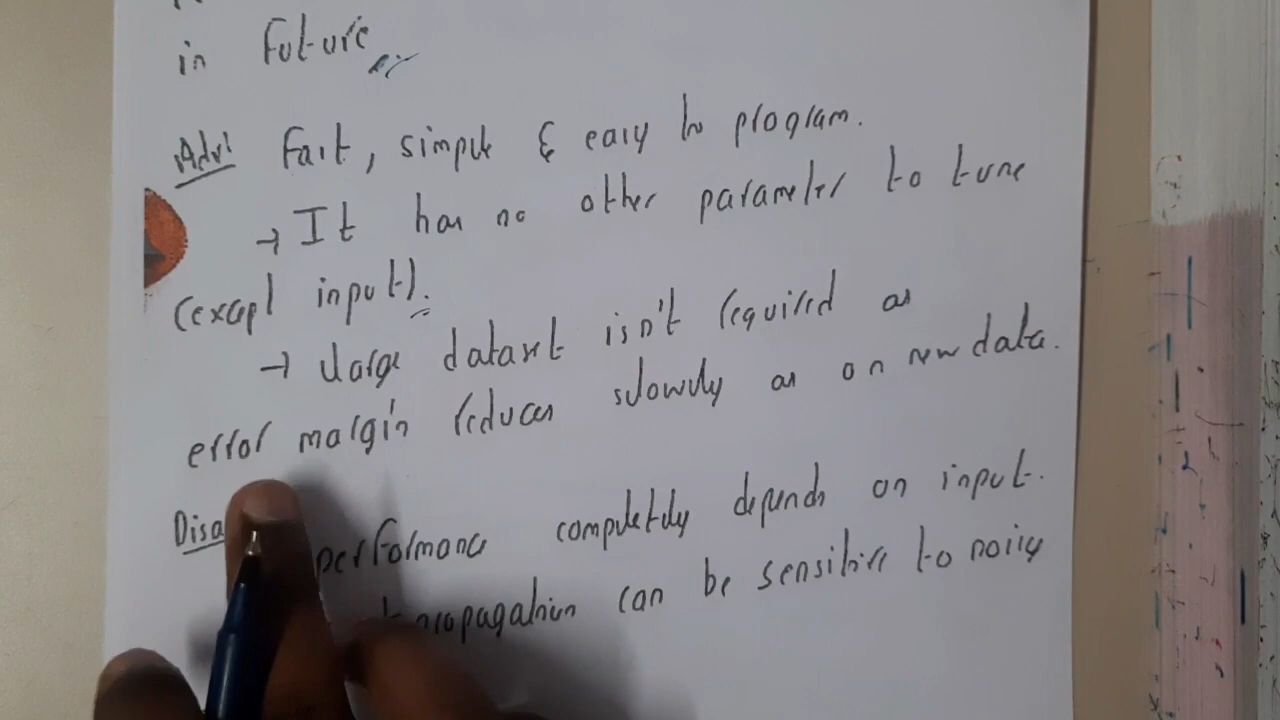 in Future
Adv: Fast, simple & easy to program.
→ It has no other parameter to tune
(except input).
→ Large dataset isn't required as
error margin reduces slowly as on new data.
Disa performance completely depends on input.
propagation can be sensitive to noisy